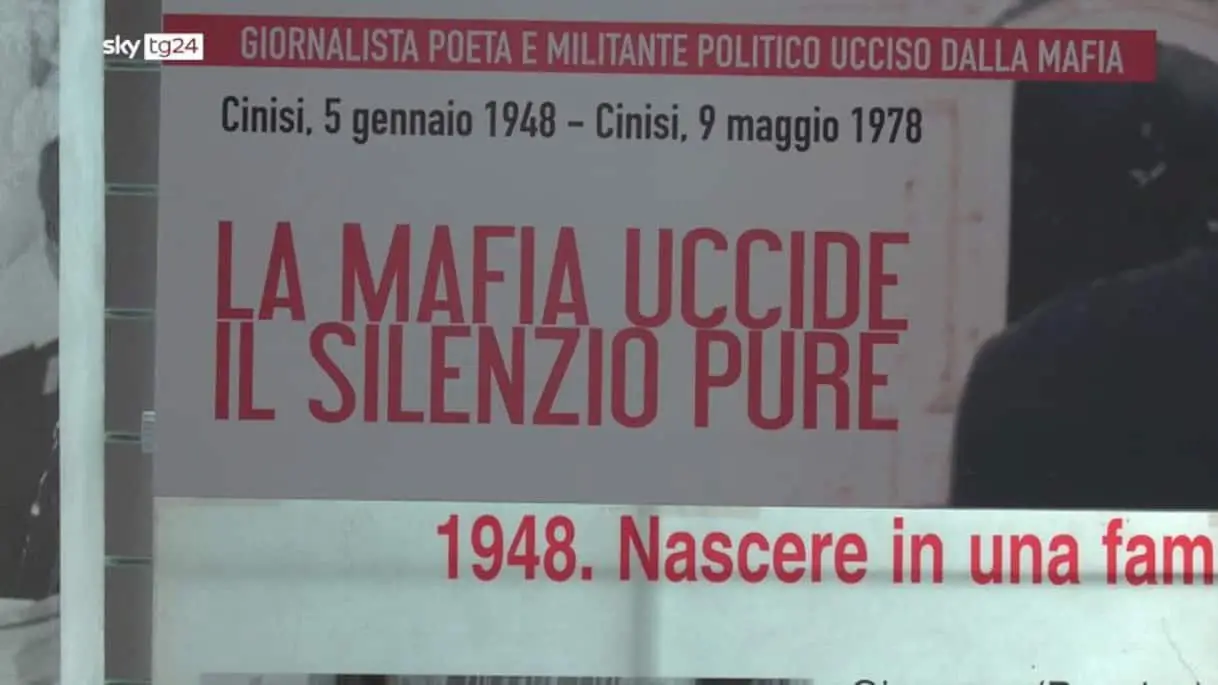 sky tg24
GIORNALISTA POETA E MILITANTE POLITICO UCCISO DALLA MAFIA
Cinisi, 5 gennaio 1948 – Cinisi, 9 maggio 1978
LA MAFIA UCCIDE
IL SILENZIO PURE
1948. Nascere in una fam